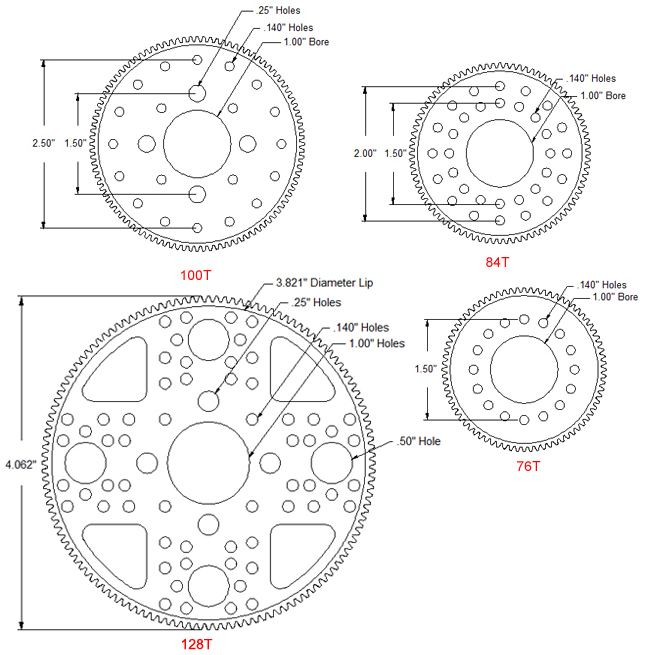 .25" Holes
.140" Holes
1.00" Bore
2.50"
1.50"
100T
.140" Holes
1.00" Bore
2.00"
1.50"
84T
3.821" Diameter Lip
.25" Holes
.140" Holes
1.00" Holes
4.062"
.50" Hole
128T
.140" Holes
1.00" Bore
1.50"
76T